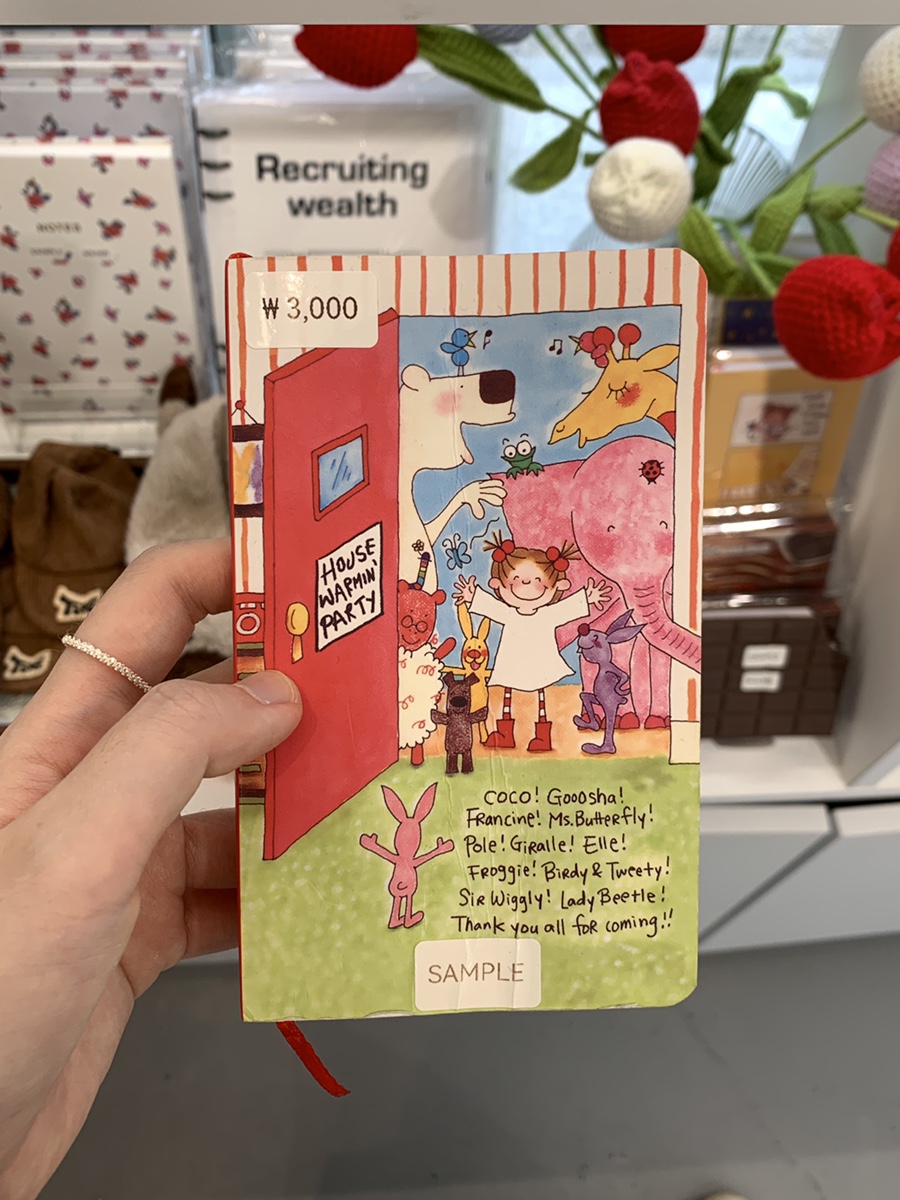 NOTES
Recruiting
wealth
₩ 3,000
HOUSE
WARMIN'
PARTY
COCO! GOOOSha!
Francine! Ms. Butterfly!
Pole! Giralle! Elle!
Froggie! Birdy & Tweety!
Sir Wiggly! Lady Beetle!
Thank you all for coming!!
SAMPLE